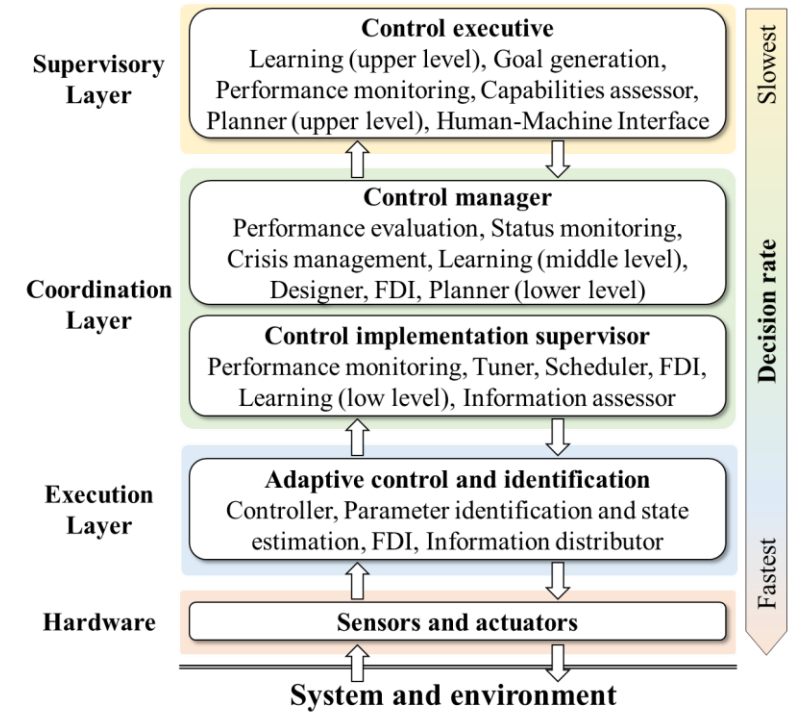 Supervisory
Layer
Control executive
Learning (upper level), Goal generation,
Performance monitoring, Capabilities assessor,
Planner (upper level), Human-Machine Interface
Coordination
Layer
Control manager
Performance evaluation, Status monitoring,
Crisis management, Learning (middle level),
Designer, FDI, Planner (lower level)
Control implementation supervisor
Performance monitoring, Tuner, Scheduler, FDI,
Learning (low level), Information assessor
Execution
Layer
Adaptive control and identification
Controller, Parameter identification and state
estimation, FDI, Information distributor
Hardware
Sensors and actuators
System and environment
Slowest
Decision rate
Fastest